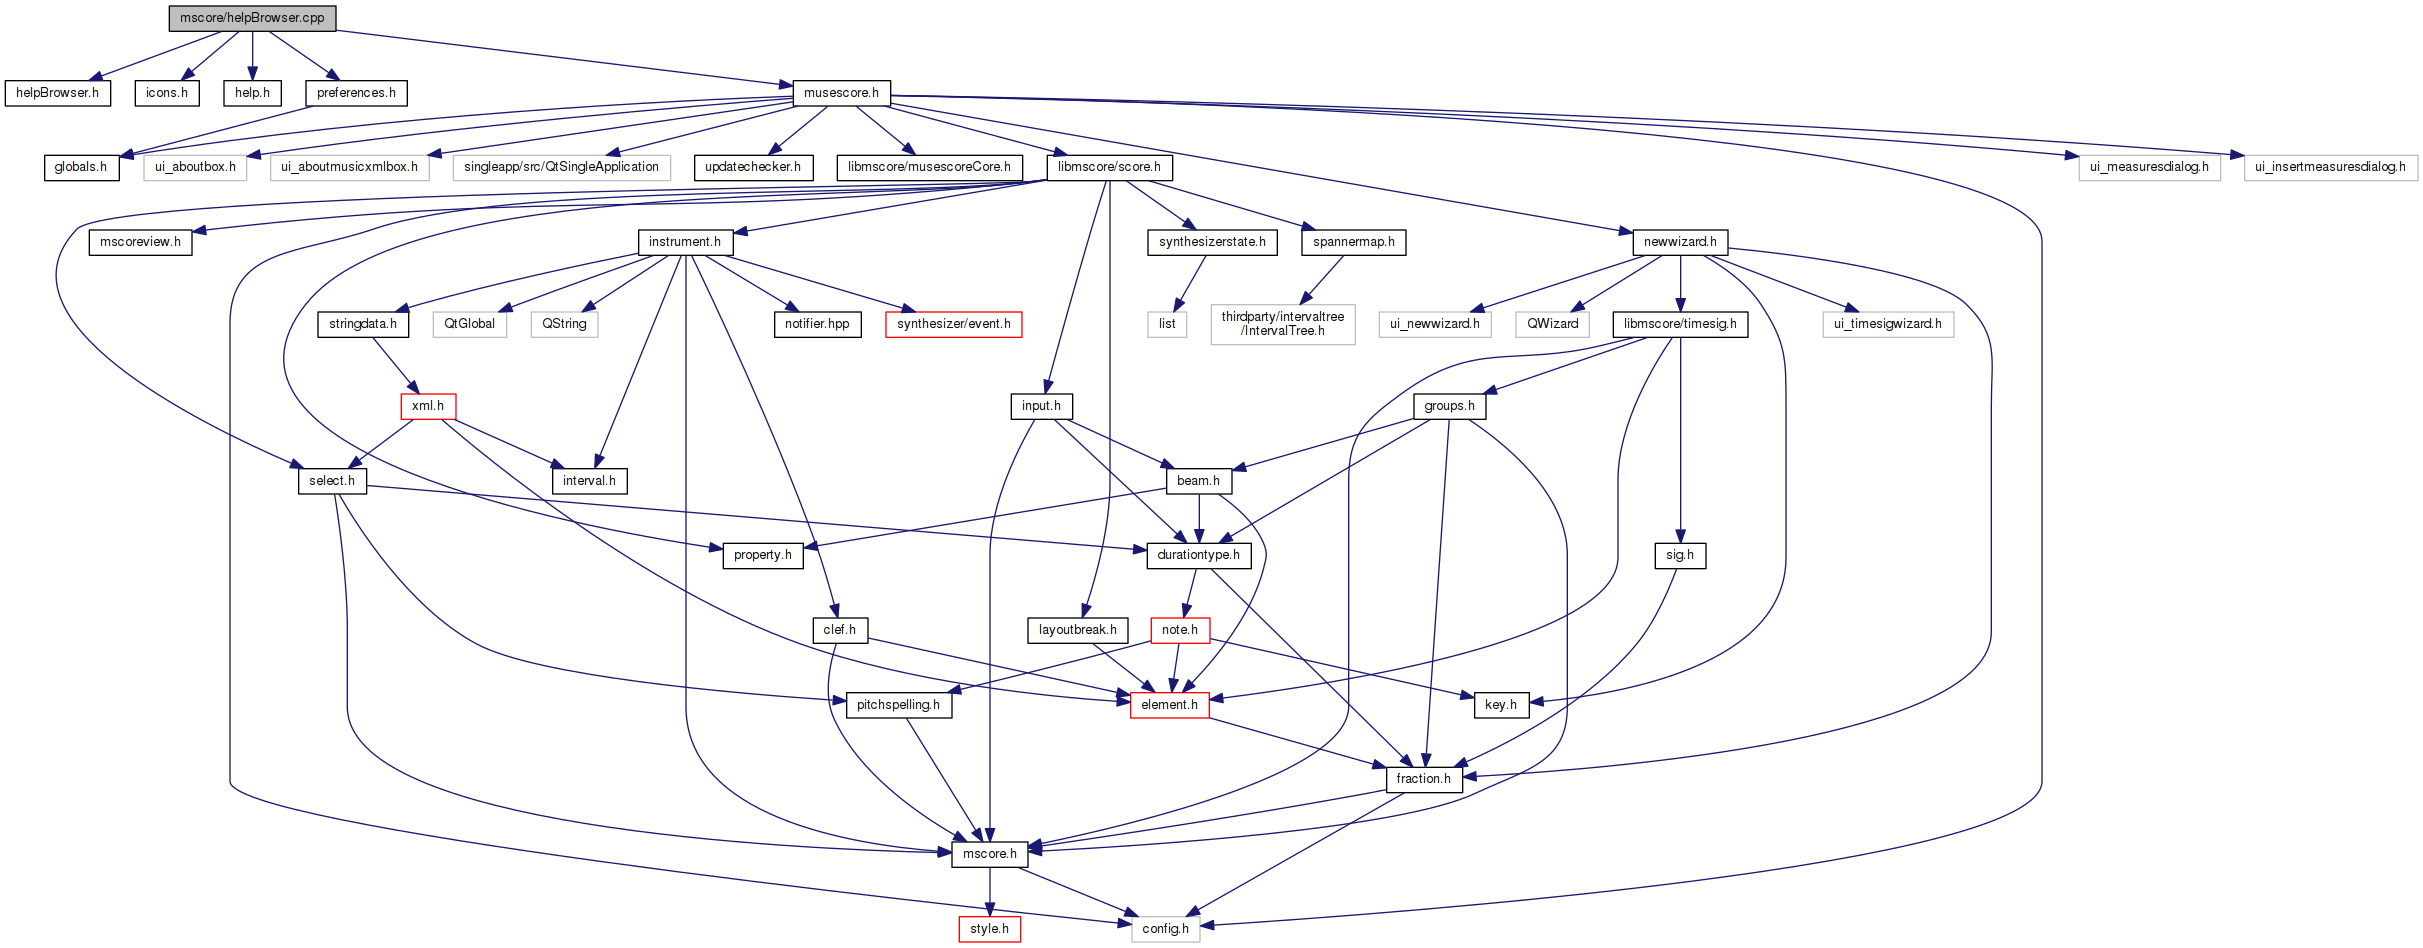 mscore/helpBrowser.cpp
helpBrowser.h
icons.h
help.h
preferences.h
musescore.h
globals.h
ui_aboutbox.h
ui_aboutmusicxmlbox.h
singleapp/src/QtSingleApplication
updatechecker.h
libmscore/musescoreCore.h
libmscore/score.h
ui_measuresdialog.h
ui_insertmeasuresdialog.h
mscoreview.h
instrument.h
synthesizerstate.h
spannermap.h
newwizard.h
stringdata.h
QtGlobal
QString
notifier.hpp
synthesizer/event.h
list
thirdparty/intervaltree
/IntervalTree.h
ui_newwizard.h
QWizard
libmscore/timesig.h
ui_timesigwizard.h
xml.h
input.h
groups.h
select.h
interval.h
beam.h
property.h
durationtype.h
sig.h
clef.h
layoutbreak.h
note.h
pitchspelling.h
element.h
key.h
fraction.h
mscore.h
style.h
config.h